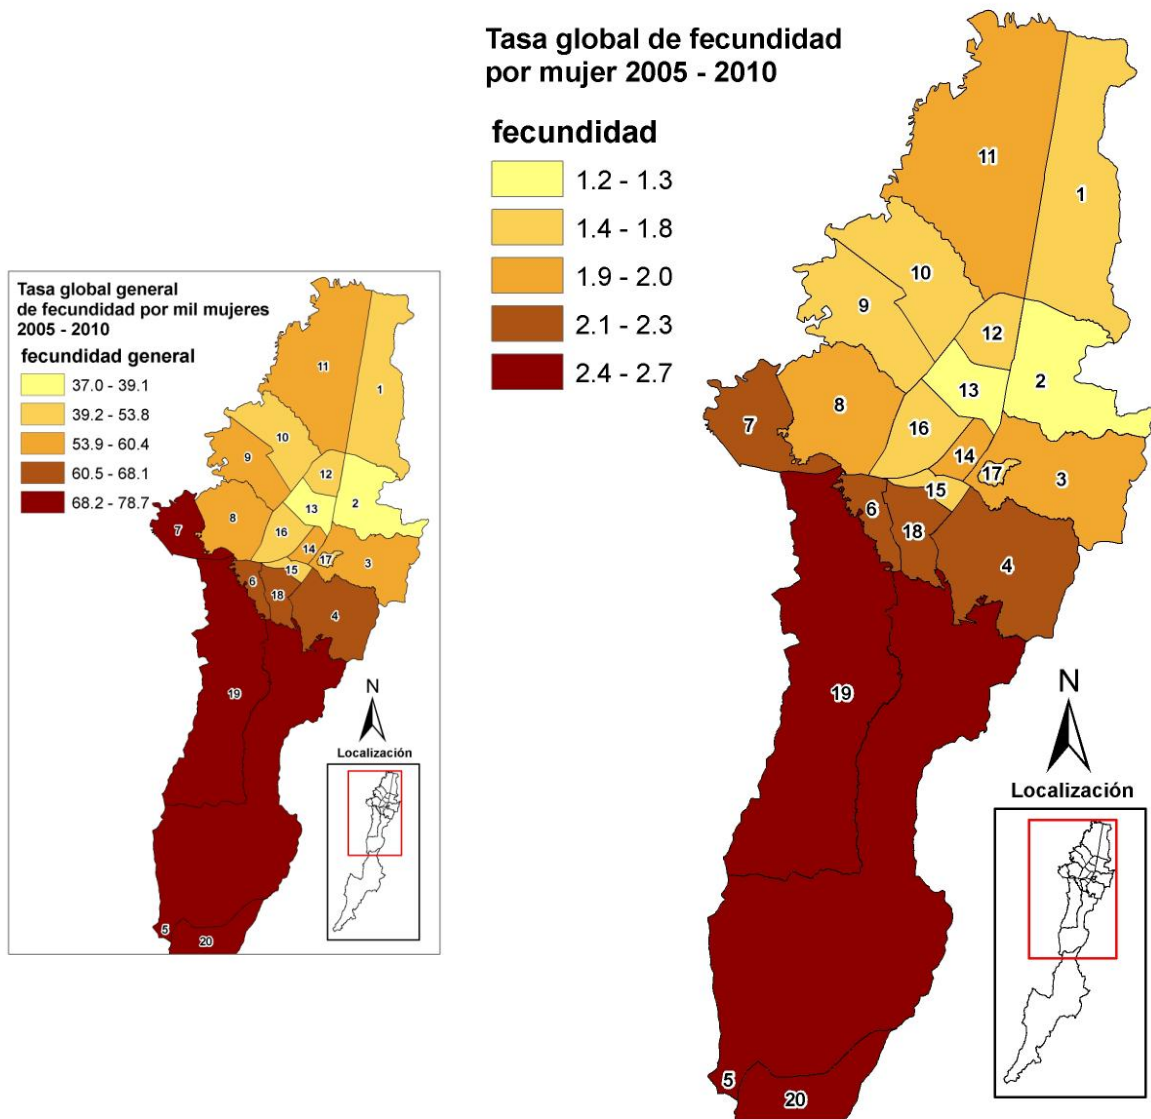 Tasa global de fecundidad
por mujer 2005 - 2010
fecundidad
1.2 - 1.3
1.4 - 1.8
1.9 - 2.0
2.1 - 2.3
2.4 - 2.7
11
1
10
9
12
2
13
8
7
16
14
17
3
15
6
18
4
19
5
20
N
Localización
Tasa global general
de fecundidad por mil mujeres
2005 - 2010
fecundidad general
37.0 - 39.1
39.2 - 53.8
53.9 - 60.4
60.5 - 68.1
68.2 - 78.7
11
1
10
9
12
2
13
8
7
16
14
17
3
15
6
18
4
19
5
20
N
Localización